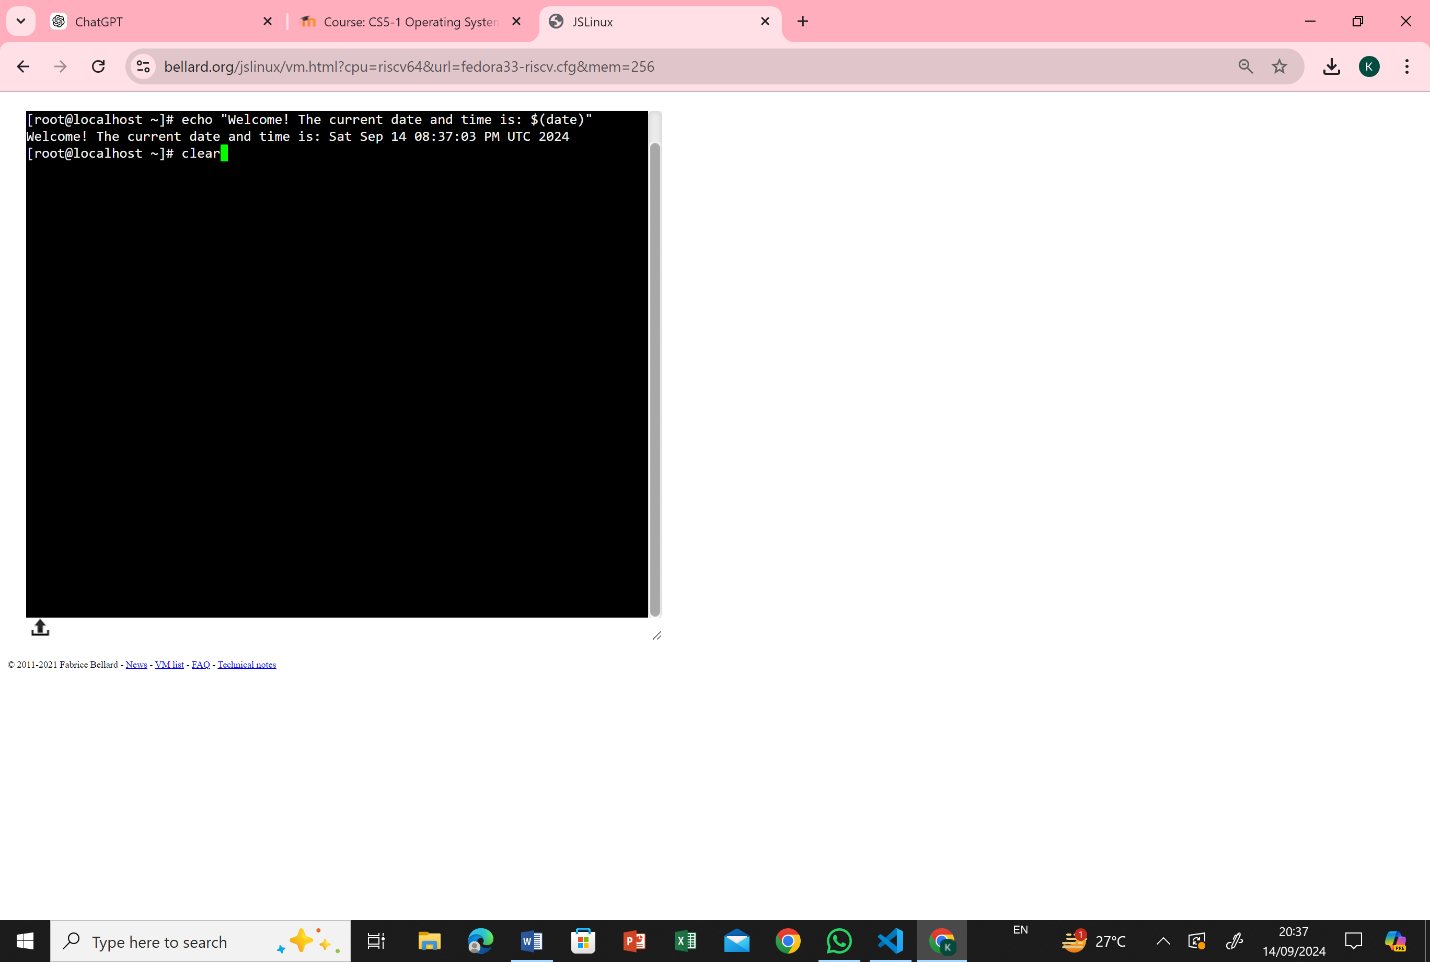 ChatGPT
Course: CS5-1 Operating System
JSLinux
bellard.org/jslinux/vm.html?cpu=riscv64&url=fedora33-riscv.cfg&mem=256
K
[root@localhost ~]# echo "Welcome! The current date and time is: $(date)"
Welcome! The current date and time is: Sat Sep 14 08:37:03 PM UTC 2024
[root@localhost ~]# clear
© 2011-2021 Fabrice Bellard - News - VM list - FAQ - Technical notes
Type here to search
1
27°C
EN
20:37
14/09/2024